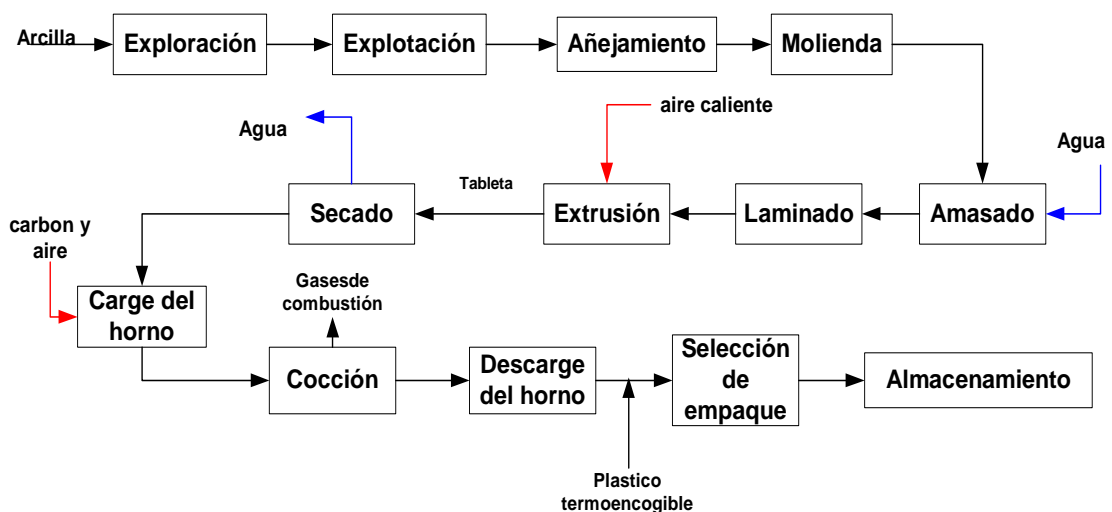 Arcilla
Exploración
Explotación
Añejamiento
Molienda
aire caliente
Agua
Agua
Tableta
Secado
Extrusión
Laminado
Amasado
carbon y
aire
Carge del
horno
Gasesde
combustión
Cocción
Descarge
del horno
Selección
de
empaque
Almacenamiento
Plastico
termoencogible